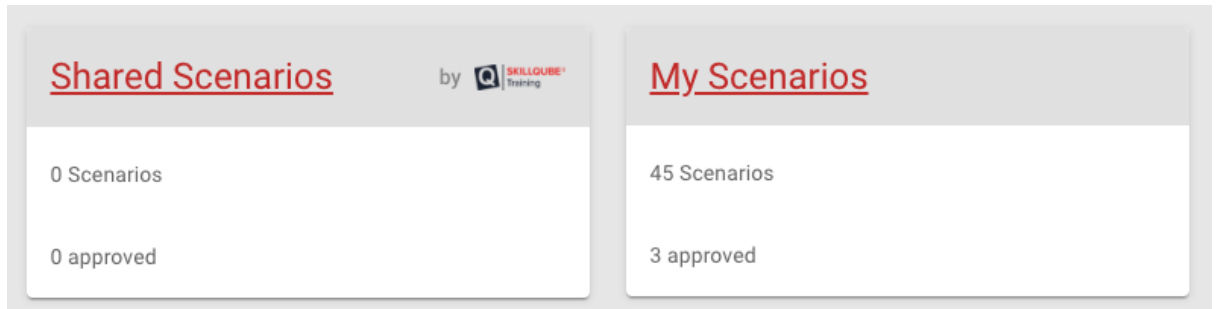 Shared Scenarios by Q SKILLQUBE® Training
0 Scenarios
0 approved
My Scenarios
45 Scenarios
3 approved